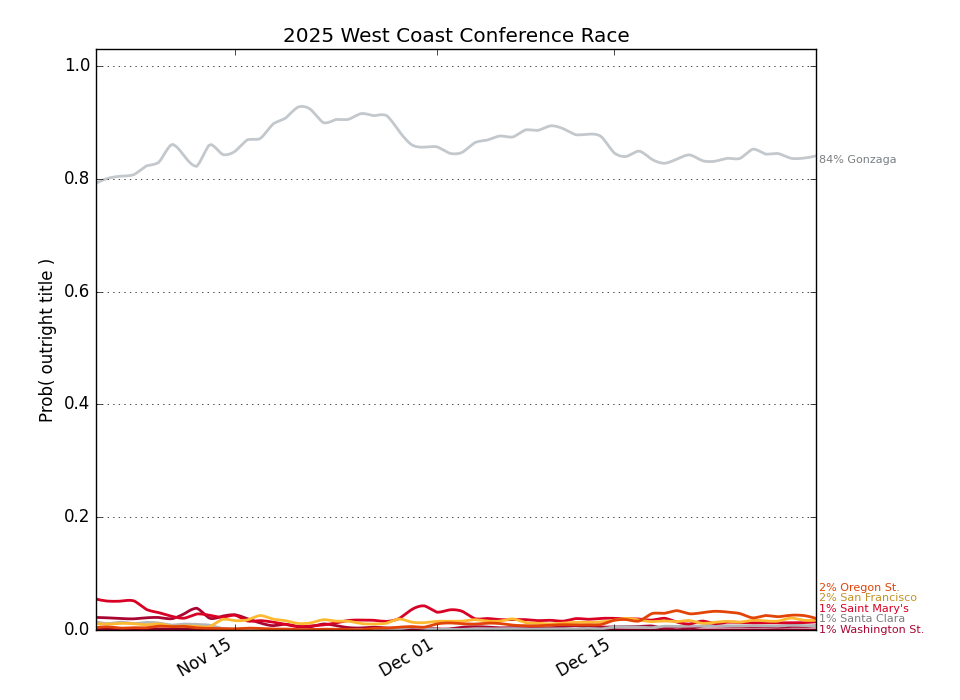 2025 West Coast Conference Race
1.0
0.8
0.6
0.4
0.2
0.0
Prob( outright title )
Nov 15
Dec 01
Dec 15
84% Gonzaga
2% Oregon St.
2% San Francisco
1% Saint Mary's
1% Santa Clara
1% Washington St.